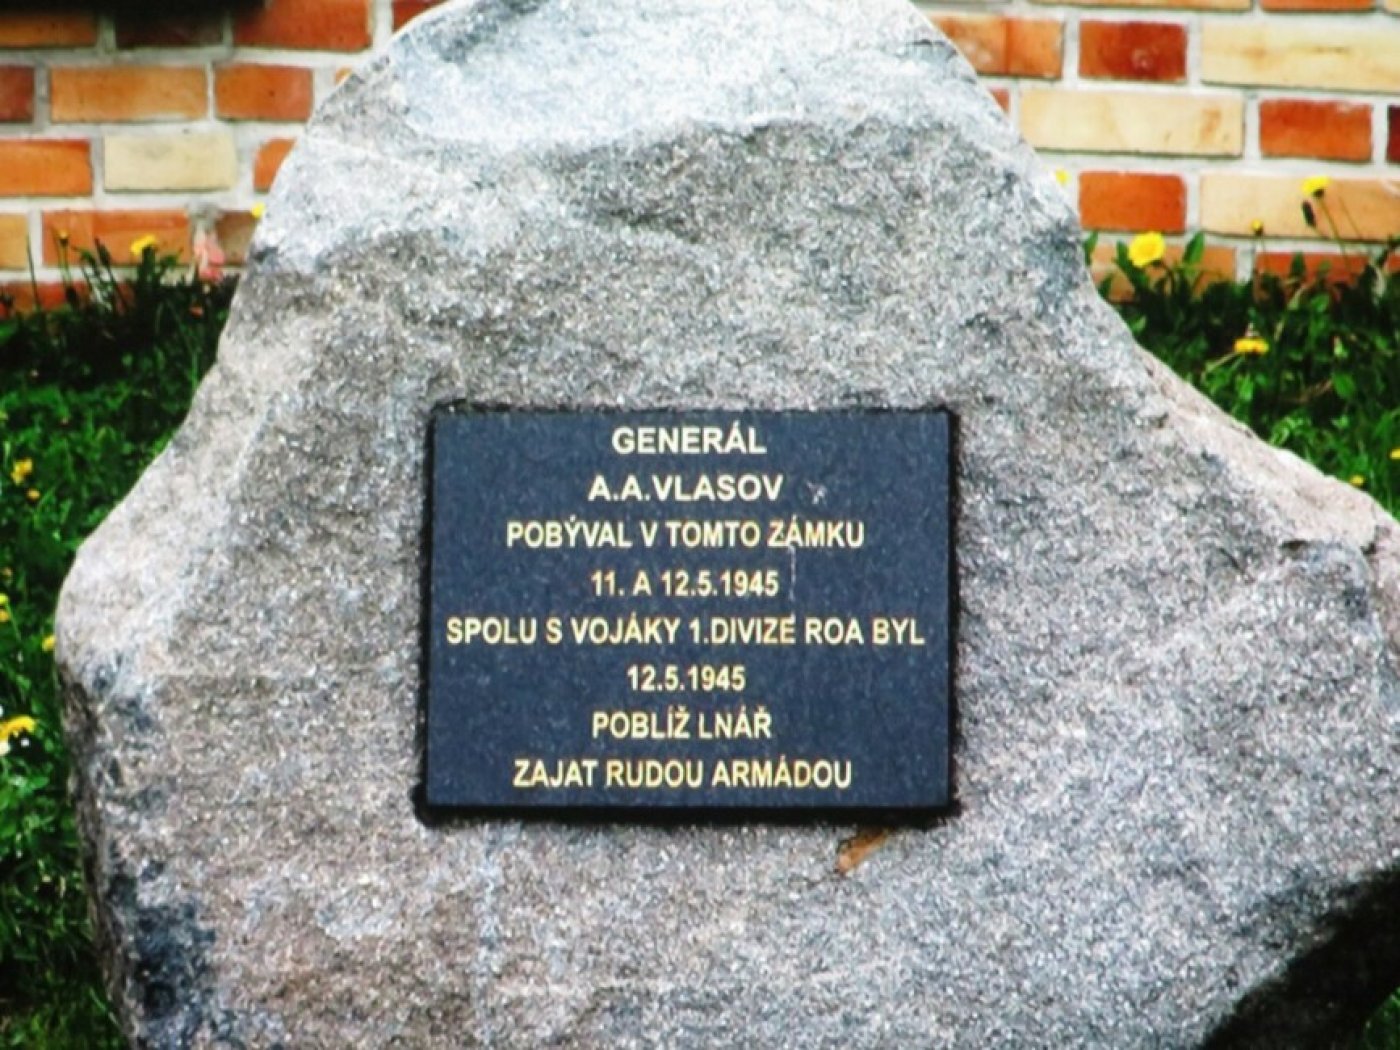 GENERÁL
A.A.VLASOV
POBÝVAL V TOMTO ZÁMKU
11. A 12.5.1945
SPOLU S VOJÁKY 1.DIVIZE ROA BYL
12.5.1945
POBLÍŽ LNÁŘ
ZAJAT RUDOU ARMÁDOU